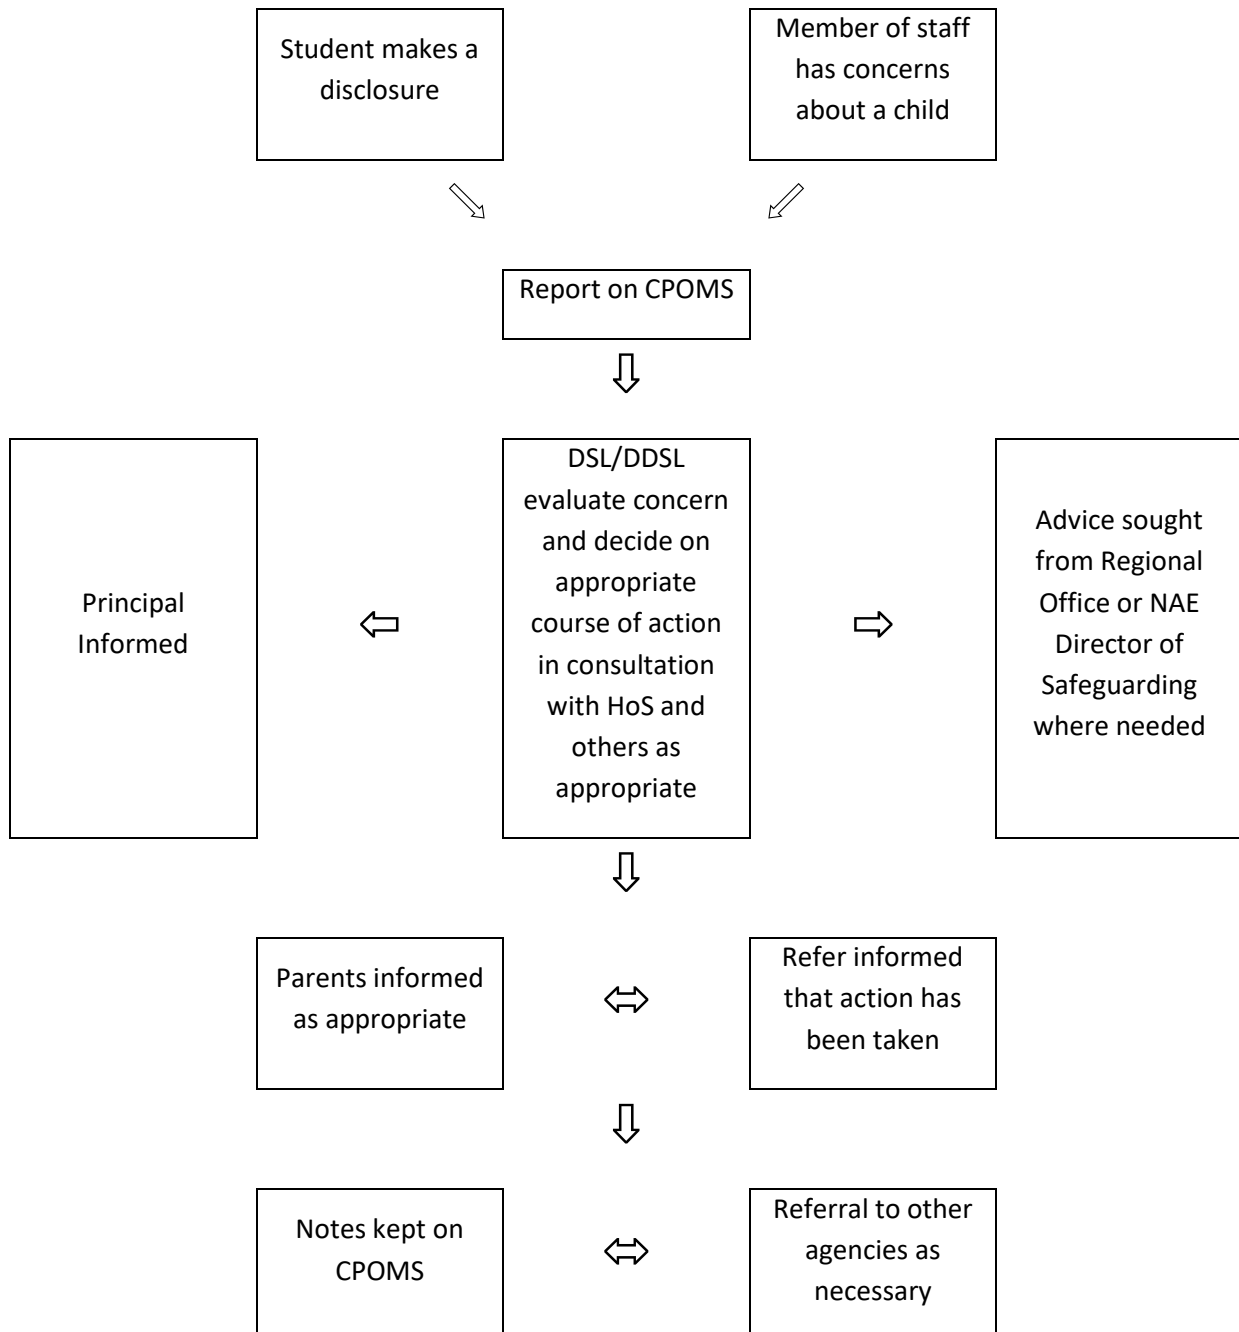 Student makes a
disclosure
Member of staff
has concerns
about a child
Report on CPOMS
Principal
Informed
DSL/DDSL
evaluate concern
and decide on
appropriate
course of action
in consultation
with HoS and
others as
appropriate
Advice sought
from Regional
Office or NAE
Director of
Safeguarding
where needed
Parents informed
as appropriate
Refer informed
that action has
been taken
Notes kept on
CPOMS
Referral to other
agencies as
necessary